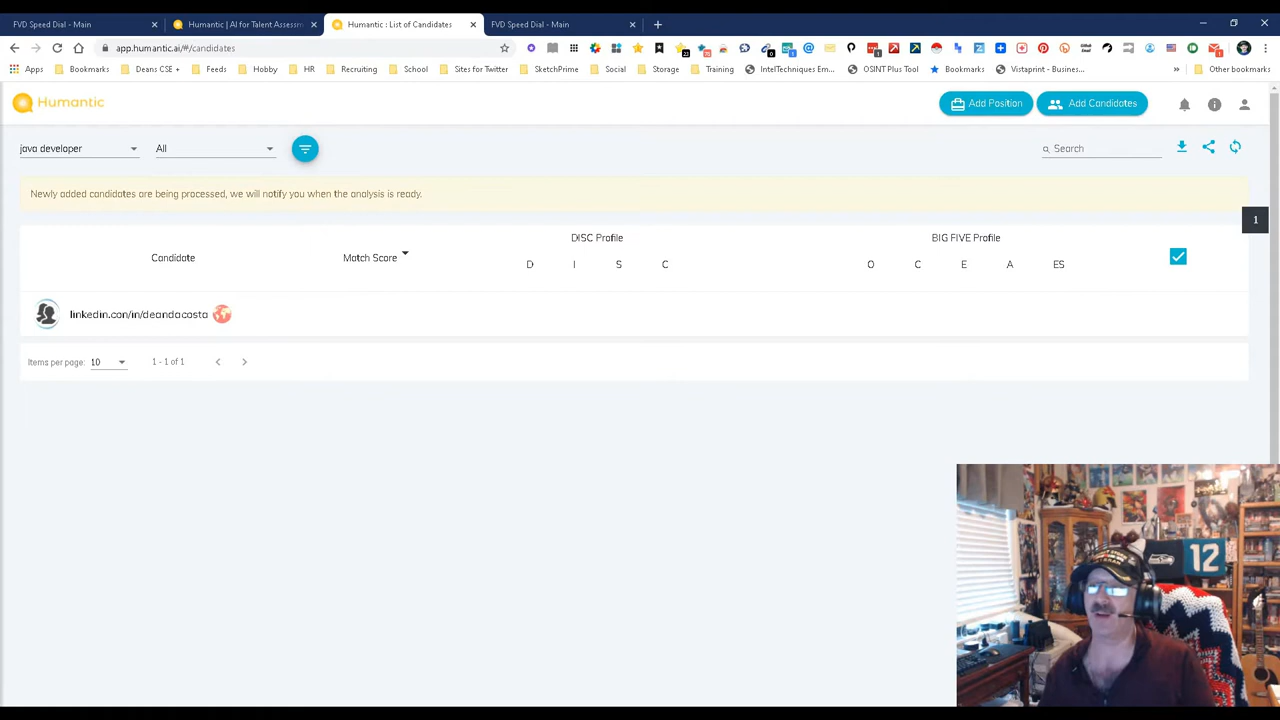 FVD Speed Dial - Main
Humantic | AI for Talent Assessm
Humantic : List of Candidates
FVD Speed Dial - Main
app.humantic.ai/#/candidates
Apps
Bookmarks
Deans CSE +
Feeds
Hobby
HR
Recruiting
School
Sites for Twitter
SketchPrime
Social
Storage
Training
IntelTechniques Em...
OSINT Plus Tool
Bookmarks
Vistaprint - Busines...
»
Other bookmarks
Humantic
Add Position
Add Candidates
java developer
All
Search
Newly added candidates are being processed, we will notify you when the analysis is ready.
1
DISC Profile
BIG FIVE Profile
Candidate
Match Score
D I S C
O C E A ES
linkedin.com/in/deandacosta
Items per page: 10
1 - 1 of 1
12